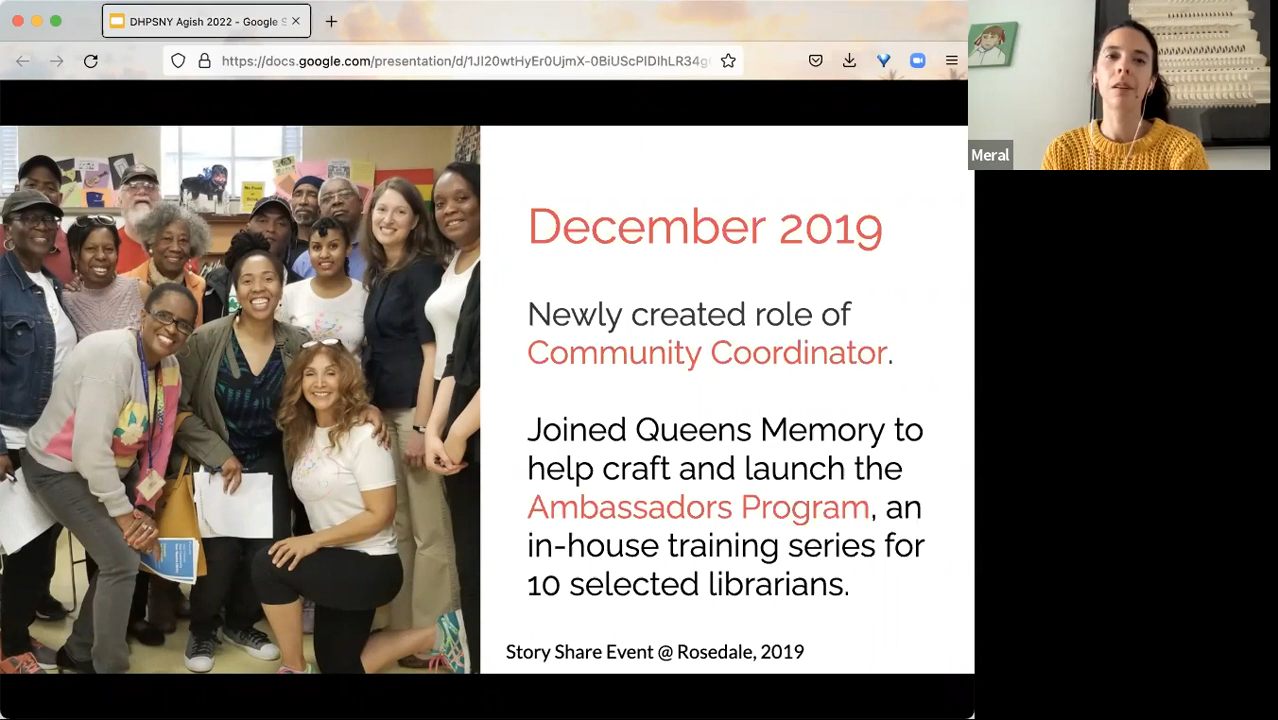 DHPSNY Agish 2022 - Google S
https://docs.google.com/presentation/d/1JI20wtHyEr0UjmX-0BiUScPIDIhLR34g
Meral
December 2019
Newly created role of
Community Coordinator.
Joined Queens Memory to
help craft and launch the
Ambassadors Program, an
in-house training series for
10 selected librarians.
Story Share Event @ Rosedale, 2019